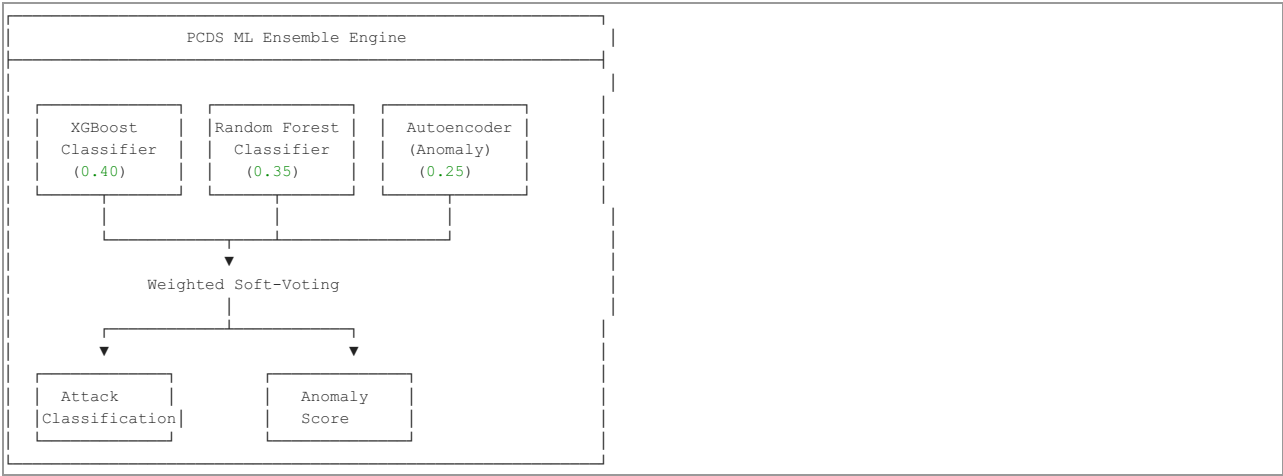 PCDS ML Ensemble Engine
XGBoost Random Forest Autoencoder
Classifier Classifier (Anomaly)
(0.40) (0.35) (0.25)
Weighted Soft-Voting
Attack Anomaly
Classification Score